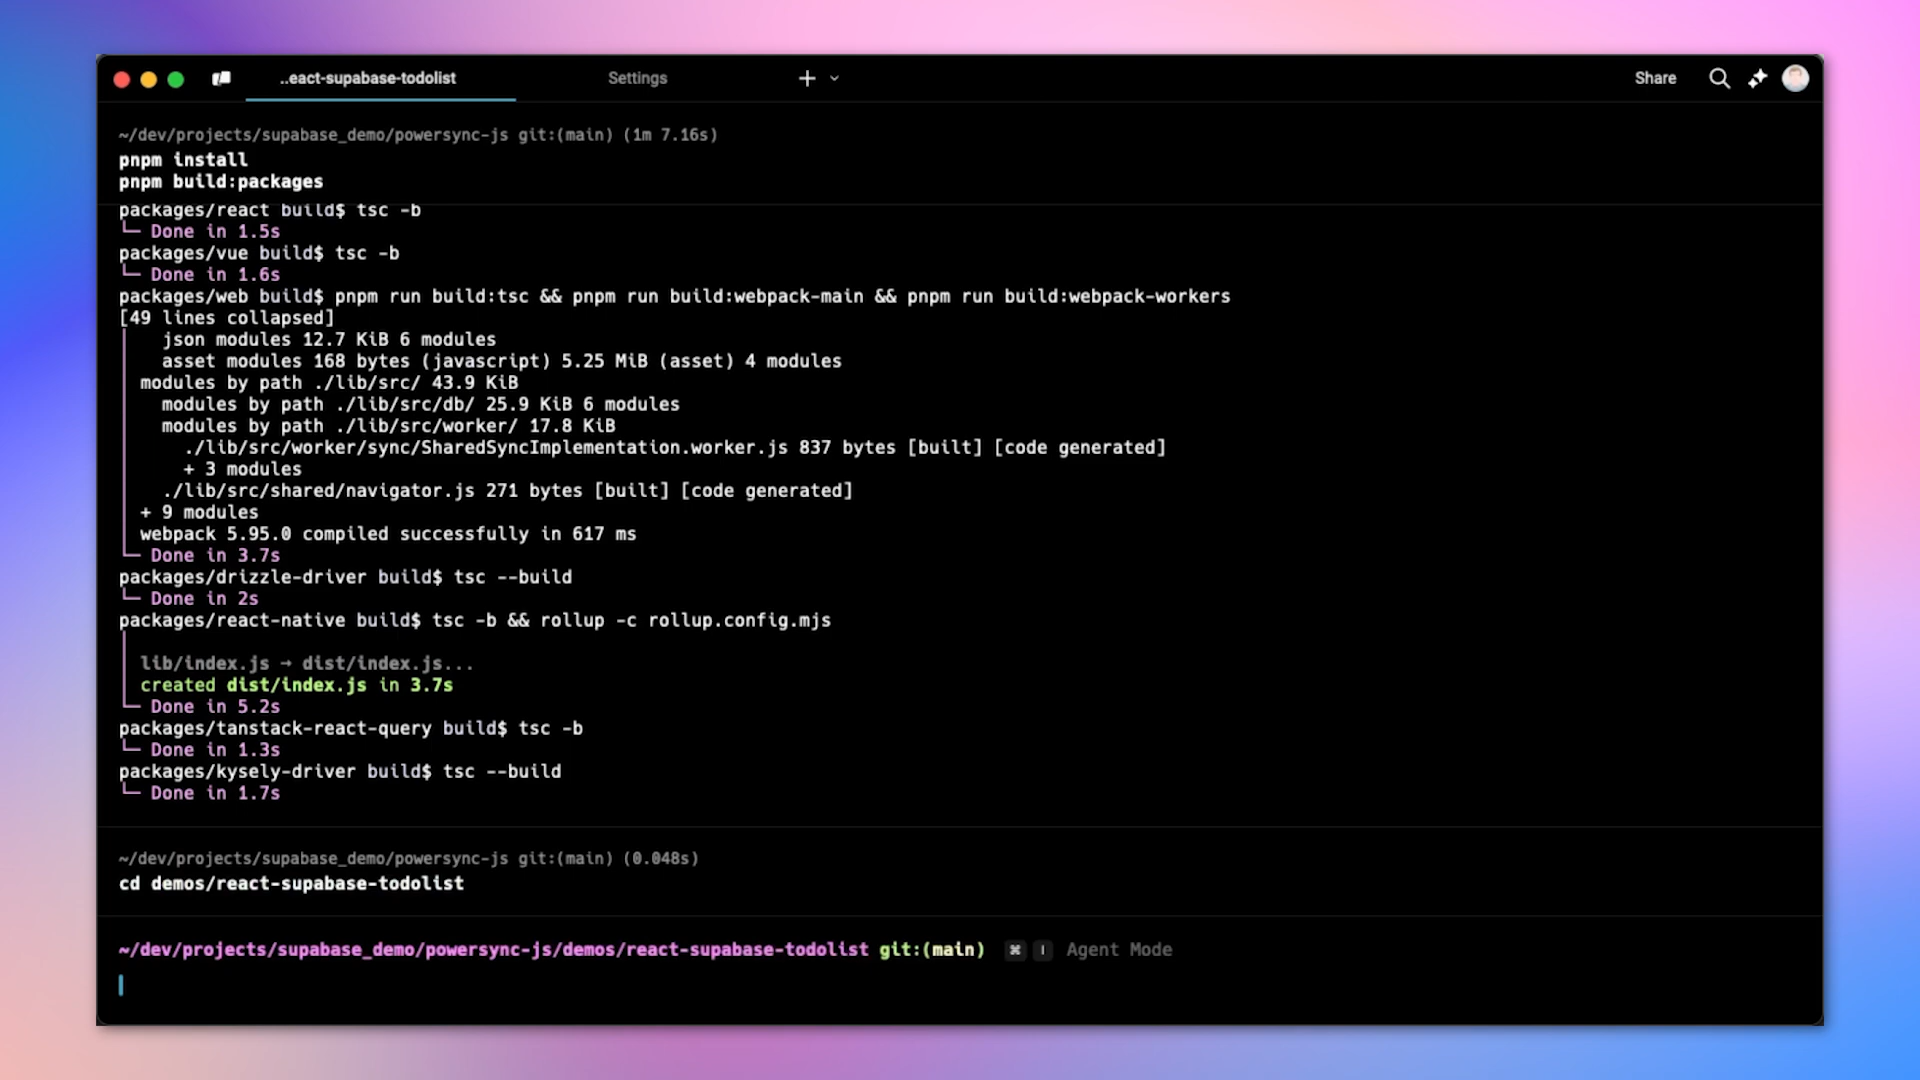 ..eact-supabase-todolist
Settings
Share
~/dev/projects/supabase_demo/powersync-js git:(main) (1m 7.16s)
pnpm install
pnpm build:packages
packages/react build$ tsc -b
└─ Done in 1.5s
packages/vue build$ tsc -b
└─ Done in 1.6s
packages/web build$ pnpm run build:tsc && pnpm run build:webpack-main && pnpm run build:webpack-workers
[49 lines collapsed]
│   json modules 12.7 KiB 6 modules
│   asset modules 168 bytes (javascript) 5.25 MiB (asset) 4 modules
│ modules by path ./lib/src/ 43.9 KiB
│   modules by path ./lib/src/db/ 25.9 KiB 6 modules
│   modules by path ./lib/src/worker/ 17.8 KiB
│     ./lib/src/worker/sync/SharedSyncImplementation.worker.js 837 bytes [built] [code generated]
│     + 3 modules
│   ./lib/src/shared/navigator.js 271 bytes [built] [code generated]
│ + 9 modules
│ webpack 5.95.0 compiled successfully in 617 ms
└─ Done in 3.7s
packages/drizzle-driver build$ tsc --build
└─ Done in 2s
packages/react-native build$ tsc -b && rollup -c rollup.config.mjs
│ lib/index.js → dist/index.js...
│ created dist/index.js in 3.7s
└─ Done in 5.2s
packages/tanstack-react-query build$ tsc -b
└─ Done in 1.3s
packages/kysely-driver build$ tsc --build
└─ Done in 1.7s
~/dev/projects/supabase_demo/powersync-js git:(main) (0.048s)
cd demos/react-supabase-todolist
~/dev/projects/supabase_demo/powersync-js/demos/react-supabase-todolist git:(main) ⌘ I Agent Mode